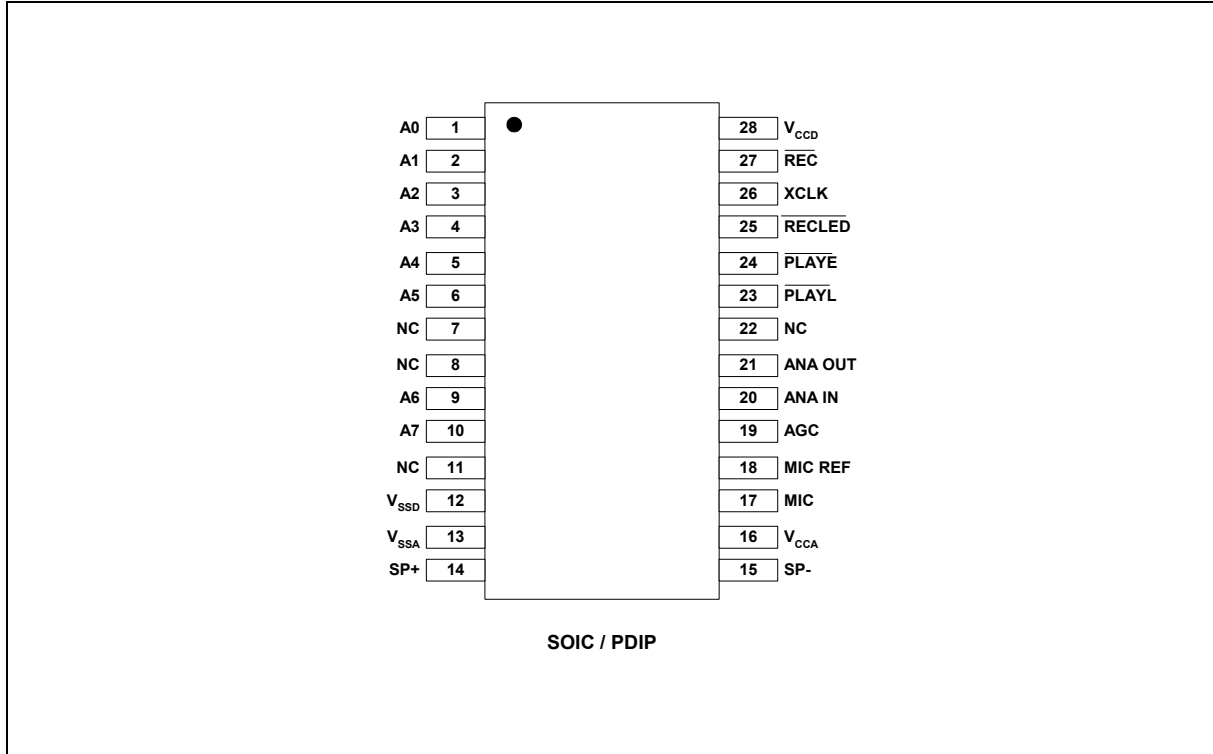 A0 1 28 VCCD
A1 2 27 REC
A2 3 26 XCLK
A3 4 25 RECLED
A4 5 24 PLAYE
A5 6 23 PLAYL
NC 7 22 NC
NC 8 21 ANA OUT
A6 9 20 ANA IN
A7 10 19 AGC
NC 11 18 MIC REF
VSSD 12 17 MIC
VSSA 13 16 VCCA
SP+ 14 15 SP-
SOIC / PDIP